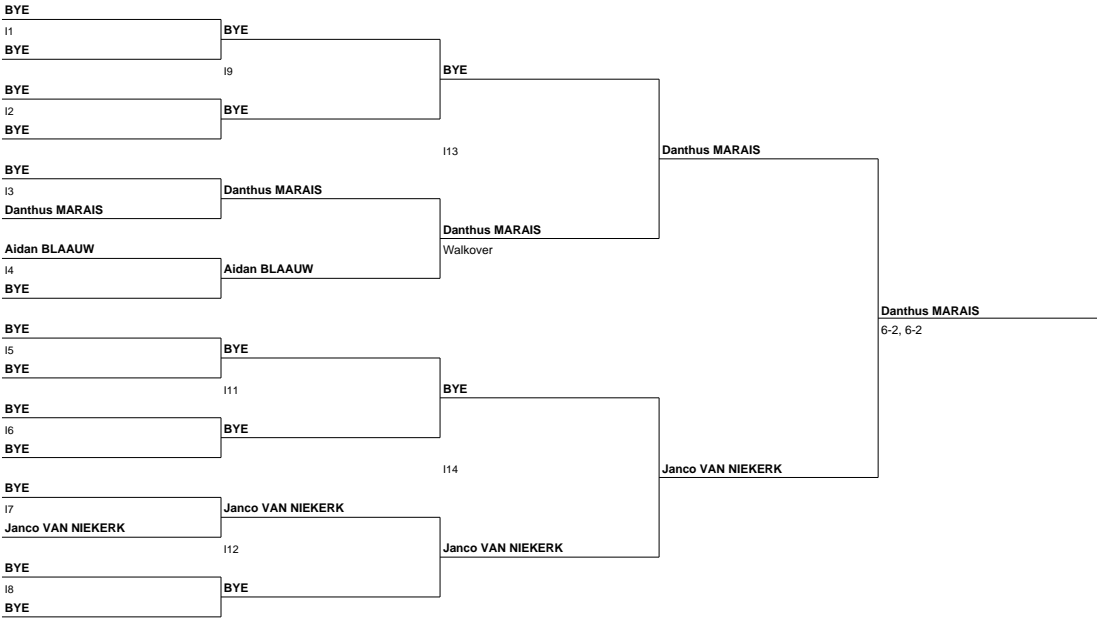 BYE
I1
BYE
BYE
I9
BYE
I2
BYE
BYE
BYE
I13
BYE
I3
Danthus MARAIS
Danthus MARAIS
Aidan BLAAUW
I4
BYE
Aidan BLAAUW
Danthus MARAIS
Walkover
Danthus MARAIS
BYE
I5
BYE
BYE
I11
BYE
I6
BYE
BYE
BYE
I14
BYE
I7
Janco VAN NIEKERK
Janco VAN NIEKERK
I12
BYE
I8
BYE
BYE
Janco VAN NIEKERK
Janco VAN NIEKERK
Danthus MARAIS
6-2, 6-2